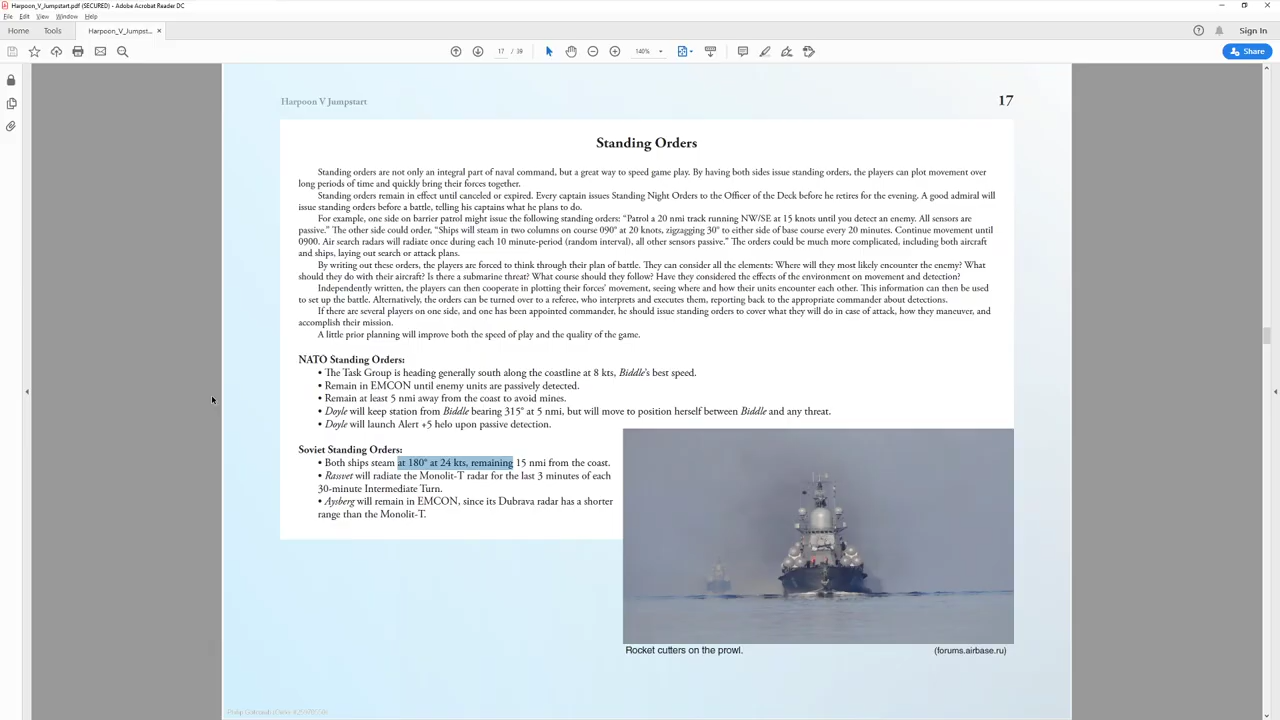 Harpoon_V_Jumpstart.pdf (SECURED) - Adobe Acrobat Reader DC
File Edit View Window Help
Home Tools Harpoon_V_Jumpst... × Sign In
17 / 39 140% Share
Harpoon V Jumpstart 17
Standing Orders
Standing orders are not only an integral part of naval command, but a great way to speed game play. By having both sides issue standing orders, the players can plot movement over
long periods of time and quickly bring their forces together.
Standing orders remain in effect until canceled or expired. Every captain issues Standing Night Orders to the Officer of the Deck before he retires for the evening. A good admiral will
issue standing orders before a battle, telling his captains what he plans to do.
For example, one side on barrier patrol might issue the following standing orders: “Patrol a 20 nmi track running NW/SE at 15 knots until you detect an enemy. All sensors are
passive.” The other side could order, “Ships will steam in two columns on course 090° at 20 knots, zigzagging 30° to either side of base course every 20 minutes. Continue movement until
0900. Air search radars will radiate once during each 10 minute-period (random interval), all other sensors passive.” The orders could be much more complicated, including both aircraft
and ships, laying out search or attack plans.
By writing out these orders, the players are forced to think through their plan of battle. They can consider all the elements: Where will they most likely encounter the enemy? What
should they do with their aircraft? Is there a submarine threat? What course should they follow? Have they considered the effects of the environment on movement and detection?
Independently written, the players can then cooperate in plotting their forces’ movement, seeing where and how their units encounter each other. This information can then be used
to set up the battle. Alternatively, the orders can be turned over to a referee, who interprets and executes them, reporting back to the appropriate commander about detections.
If there are several players on one side, and one has been appointed commander, he should issue standing orders to cover what they will do in case of attack, how they maneuver, and
accomplish their mission.
A little prior planning will improve both the speed of play and the quality of the game.
NATO Standing Orders:
• The Task Group is heading generally south along the coastline at 8 kts, Biddle’s best speed.
• Remain in EMCON until enemy units are passively detected.
• Remain at least 5 nmi away from the coast to avoid mines.
• Doyle will keep station from Biddle bearing 315° at 5 nmi, but will move to position herself between Biddle and any threat.
• Doyle will launch Alert +5 helo upon passive detection.
Soviet Standing Orders:
• Both ships steam at 180° at 24 kts, remaining 15 nmi from the coast.
• Rassvet will radiate the Monolit-T radar for the last 3 minutes of each
30-minute Intermediate Turn.
• Aysberg will remain in EMCON, since its Dubrava radar has a shorter
range than the Monolit-T.
Rocket cutters on the prowl. (forums.airbase.ru)